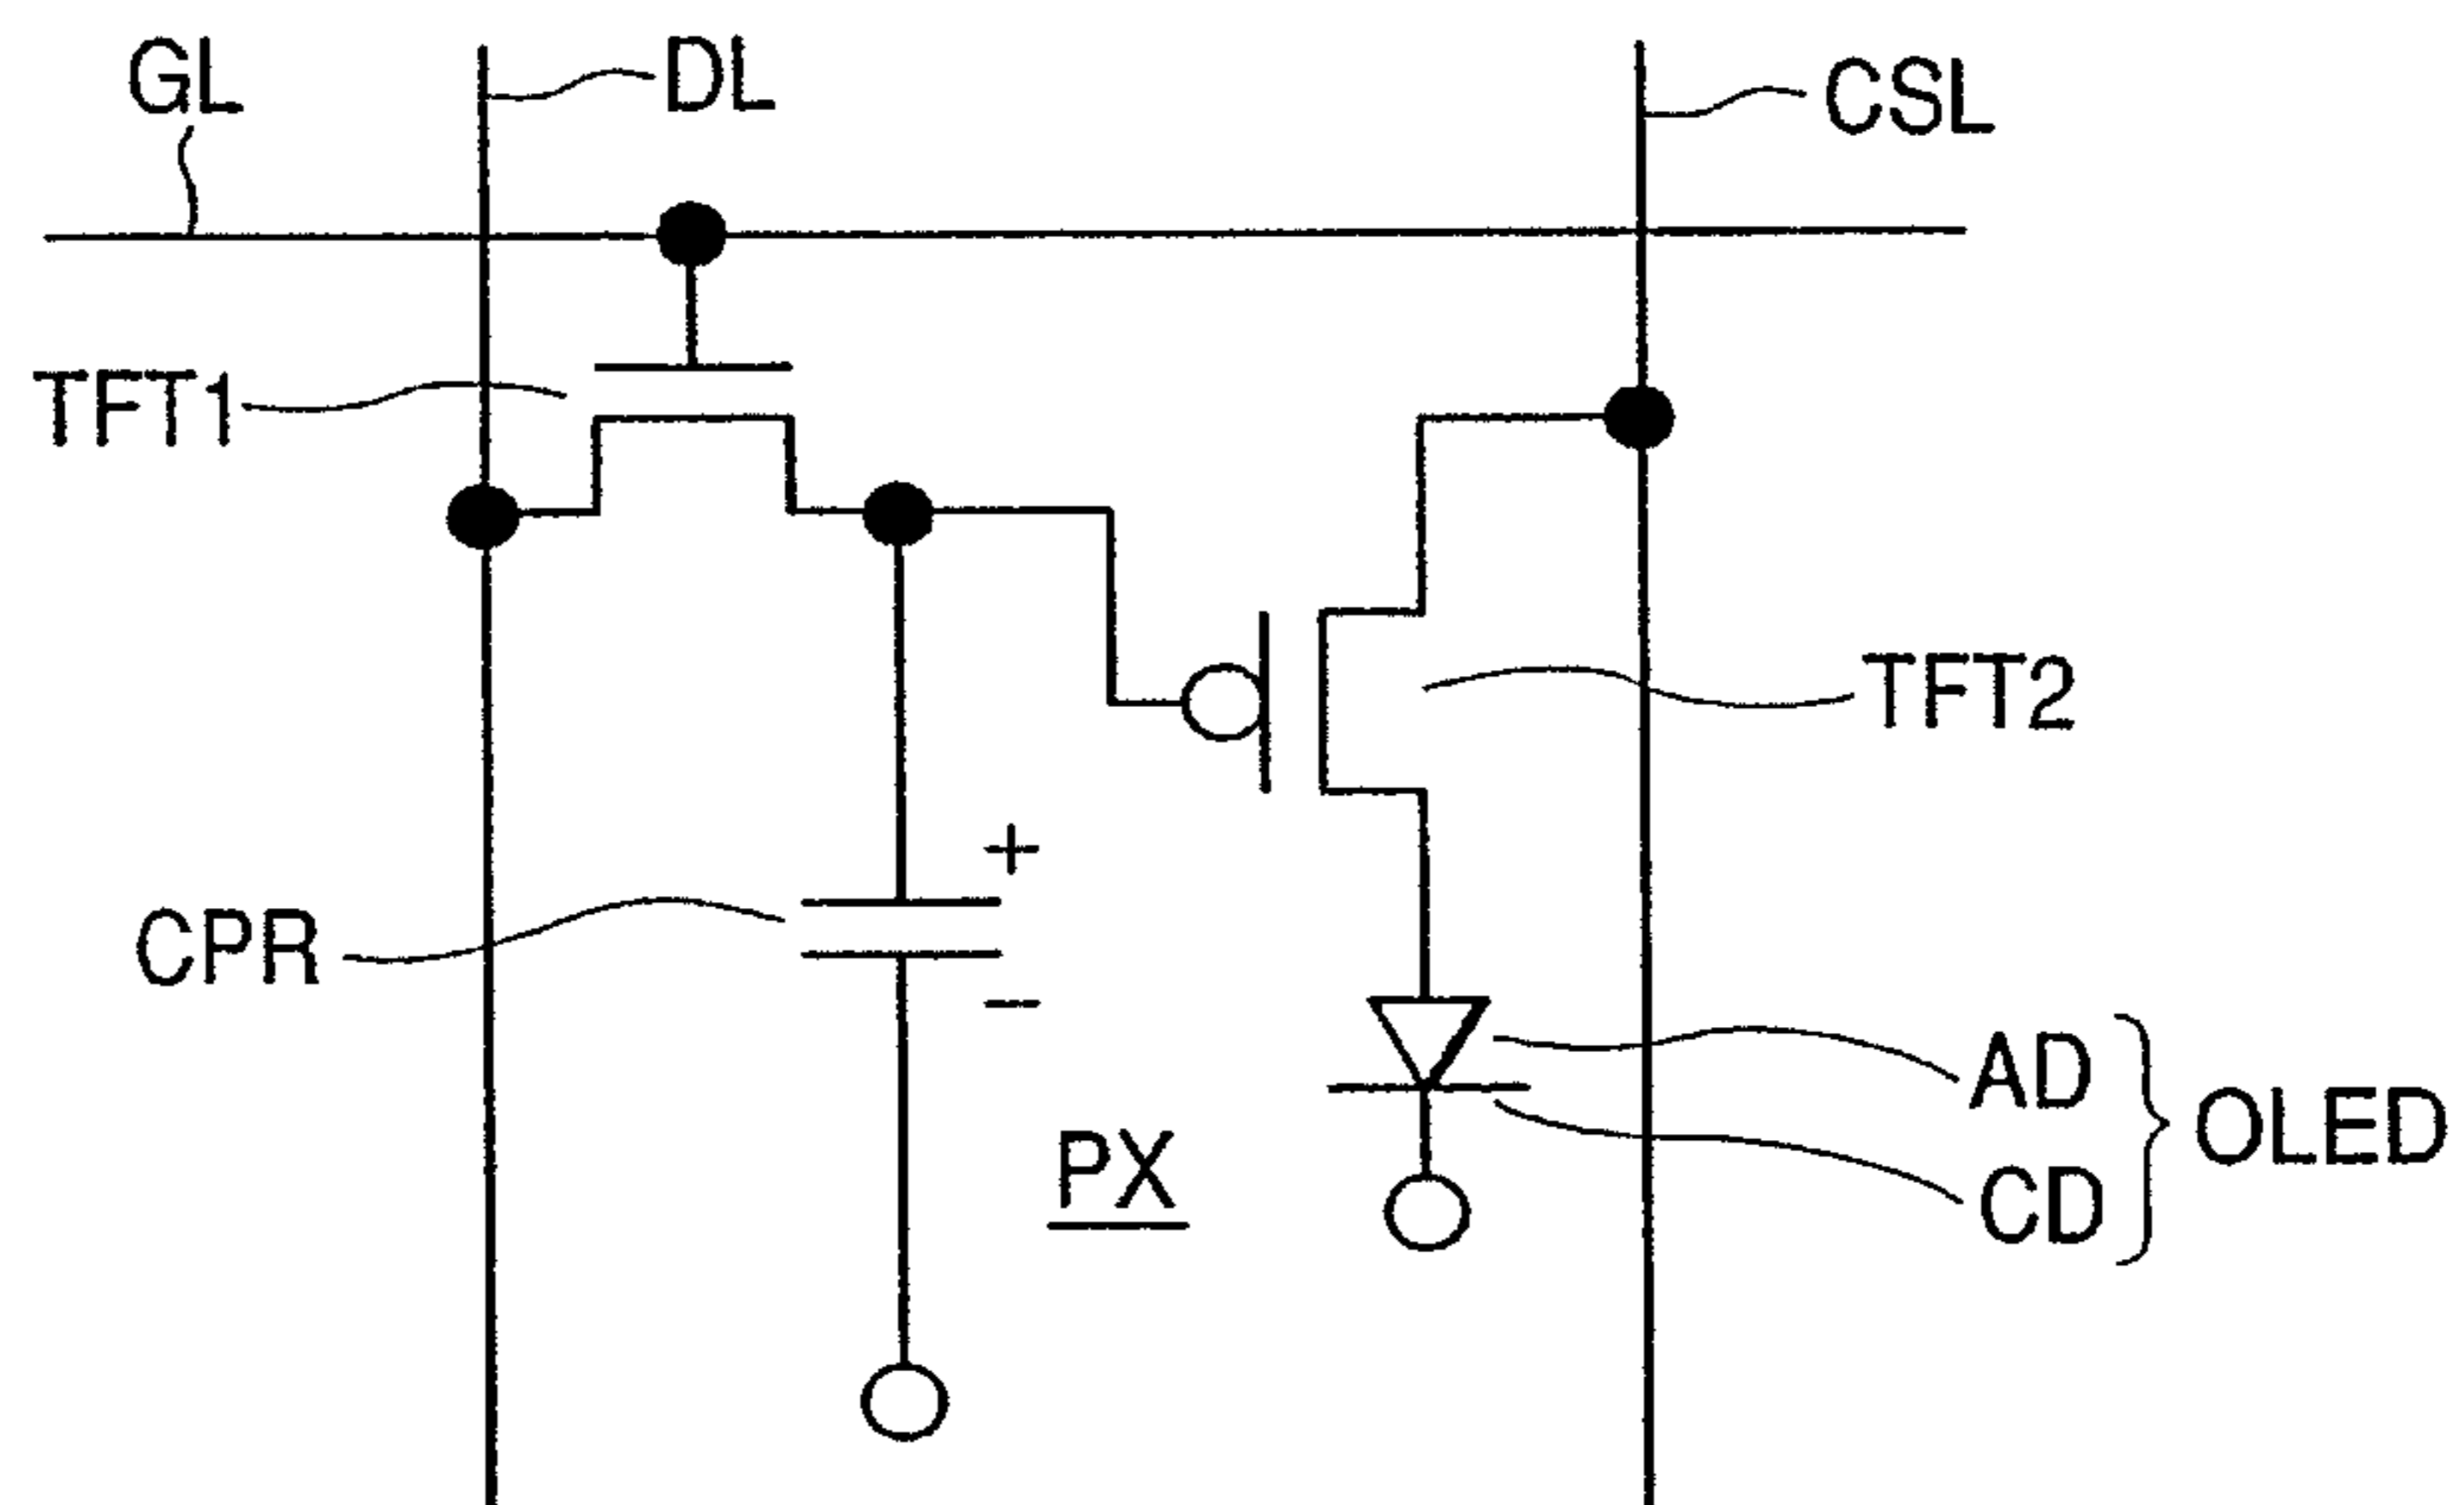 GL
DL
CSL
TFT1
TFT2
+
CPR
−
AD
OLED
PX
CD